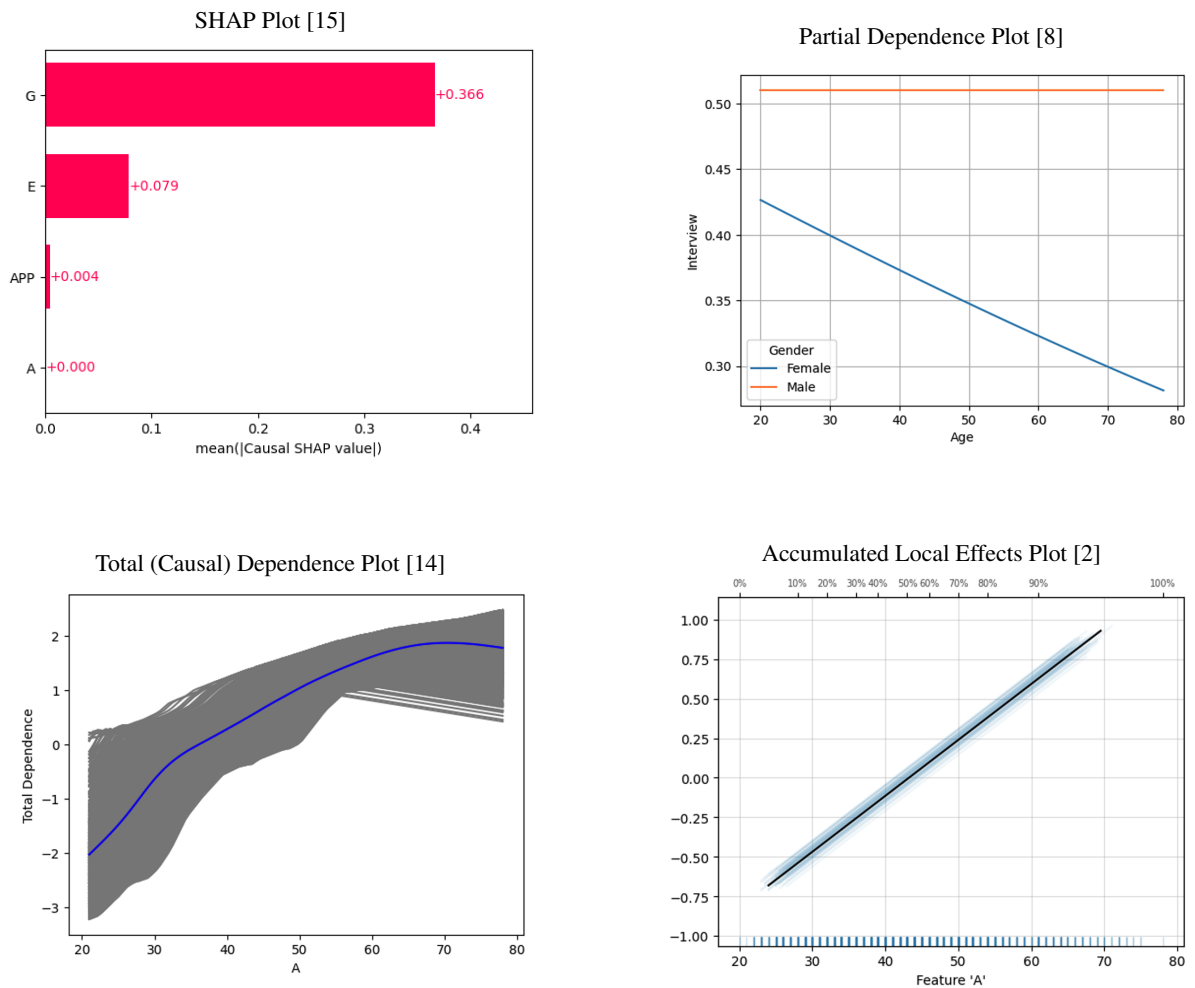 SHAP Plot [15]
G
+0.366
E
+0.079
APP
+0.004
A
+0.000
0.0 0.1 0.2 0.3 0.4
mean(|Causal SHAP value|)
Partial Dependence Plot [8]
0.50
0.45
0.40
0.35
0.30
Interview
Gender
Female
Male
20 30 40 50 60 70 80
Age
Total (Causal) Dependence Plot [14]
2
1
0
−1
−2
−3
Total Dependence
20 30 40 50 60 70 80
A
Accumulated Local Effects Plot [2]
0% 10% 20% 30% 40% 50% 60% 70% 80% 90% 100%
1.00
0.75
0.50
0.25
0.00
−0.25
−0.50
−0.75
−1.00
20 30 40 50 60 70 80
Feature 'A'